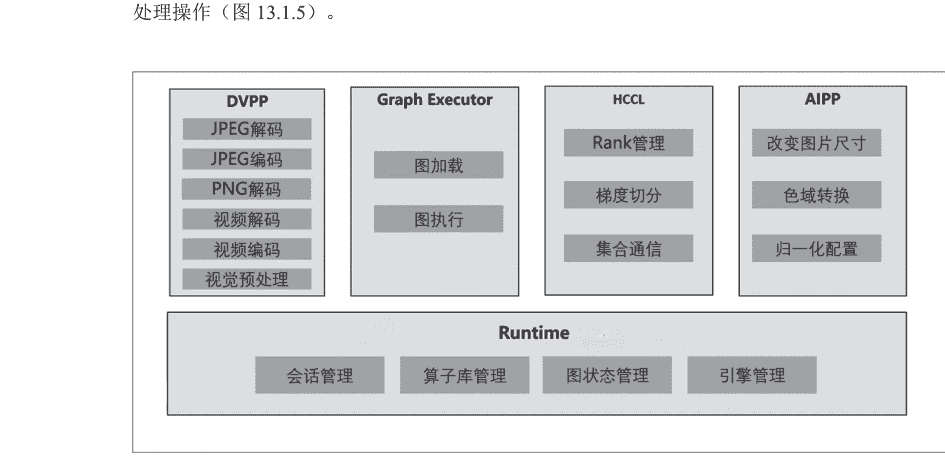 处理操作（图 13.1.5）。
DVPP
JPEG解码
JPEG编码
PNG解码
视频解码
视频编码
视觉预处理
Graph Executor
图加载
图执行
HCCL
Rank管理
梯度切分
集合通信
AIPP
改变图片尺寸
色域转换
归一化配置
Runtime
会话管理
算子库管理
图状态管理
引擎管理